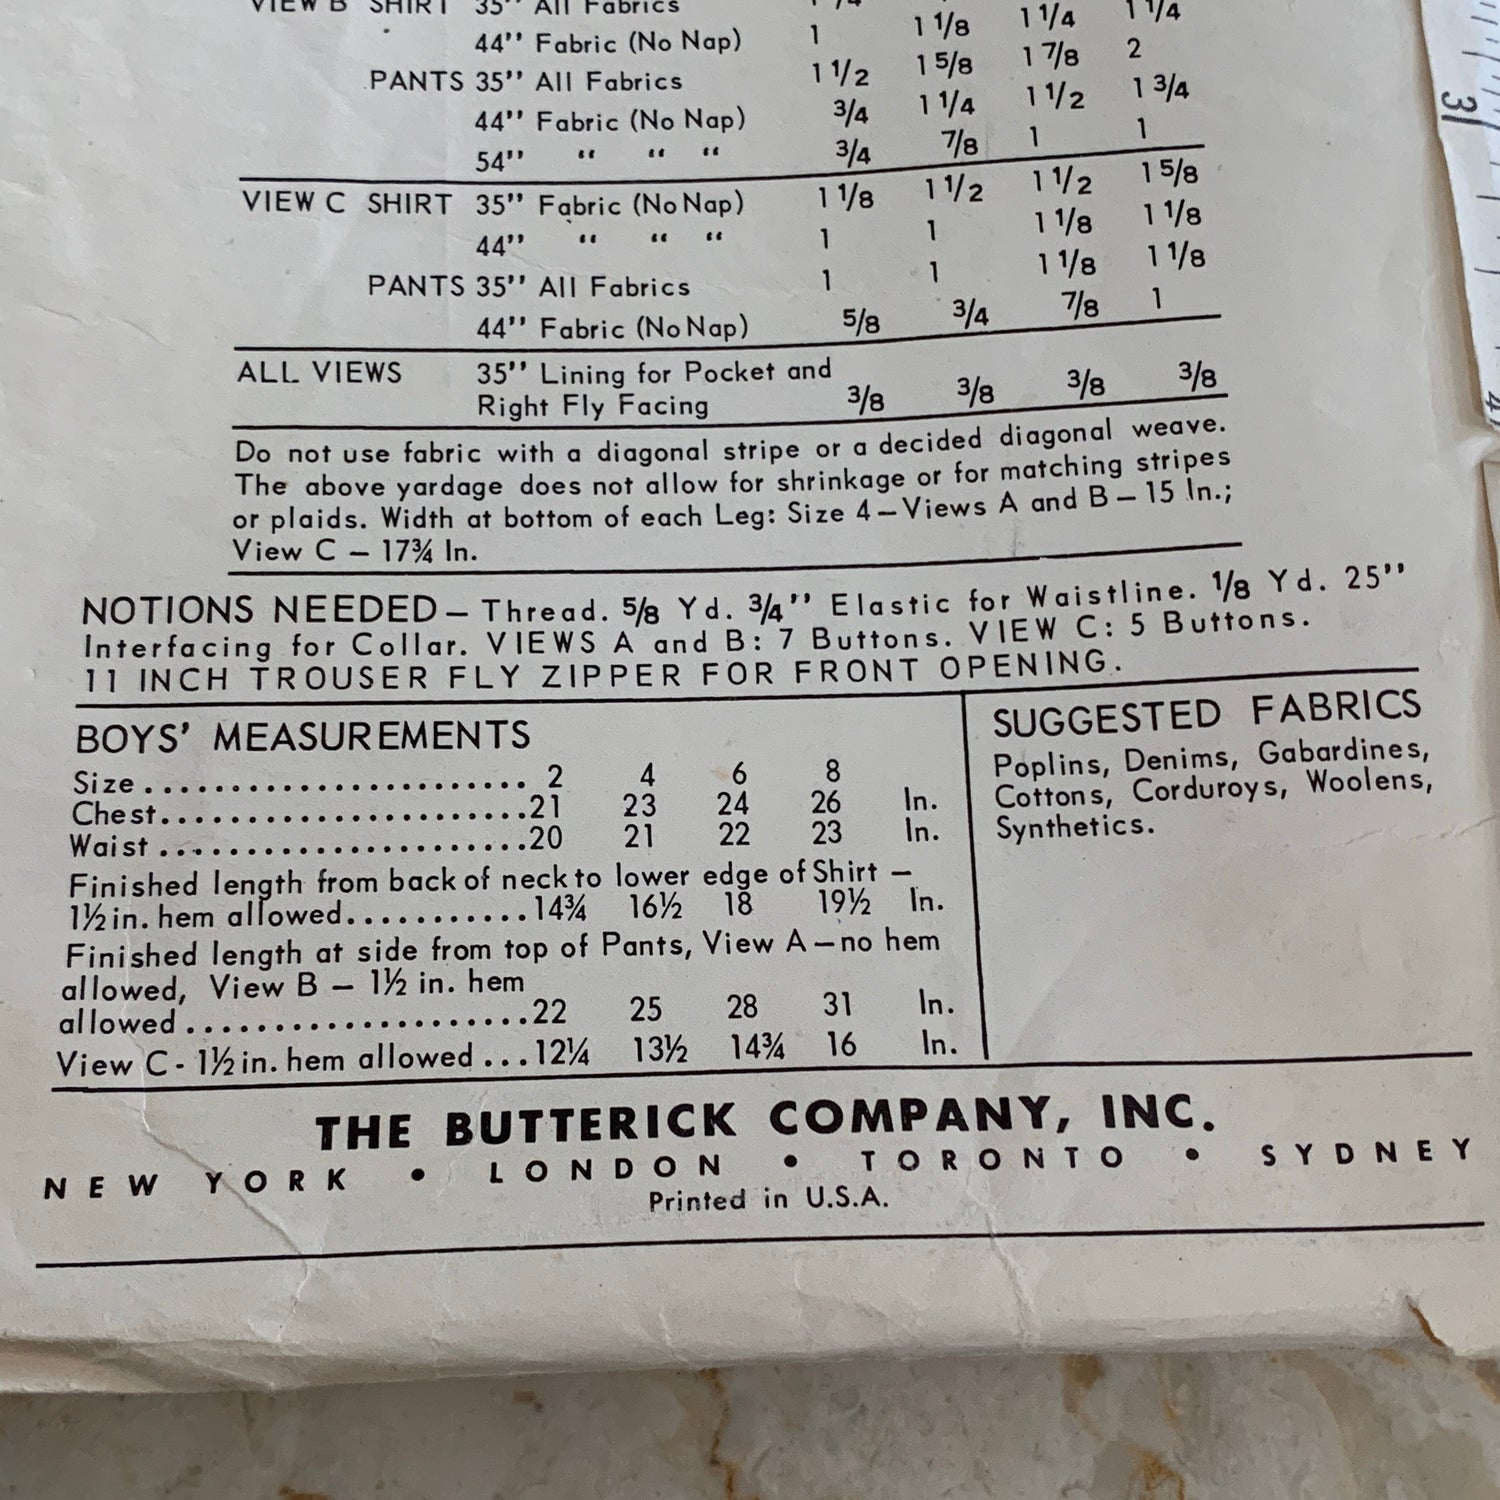 VIEW B SHIRT 35" All Fabrics
44" Fabric (No Nap) 1 1 1/8 1 1/4 1 1/4
PANTS 35" All Fabrics 1 1/2 1 5/8 1 7/8 2
44" Fabric (No Nap) 3/4 1 1/4 1 1/2 1 3/4
54" " " " 3/4 7/8 1 1
VIEW C SHIRT 35" Fabric (No Nap) 1 1/8 1 1/2 1 1/2 1 5/8
44" " " " 1 1 1 1/8 1 1/8
PANTS 35" All Fabrics 1 1 1 1/8 1 1/8
44" Fabric (No Nap) 5/8 3/4 7/8 1
ALL VIEWS 35" Lining for Pocket and
Right Fly Facing 3/8 3/8 3/8 3/8
Do not use fabric with a diagonal stripe or a decided diagonal weave.
The above yardage does not allow for shrinkage or for matching stripes
or plaids. Width at bottom of each Leg: Size 4 – Views A and B – 15 In.;
View C – 17¾ In.
NOTIONS NEEDED – Thread. 5/8 Yd. 3/4" Elastic for Waistline. 1/8 Yd. 25"
Interfacing for Collar. VIEWS A and B: 7 Buttons. VIEW C: 5 Buttons.
11 INCH TROUSER FLY ZIPPER FOR FRONT OPENING.
BOYS' MEASUREMENTS
Size ........................ 2 4 6 8
Chest........................21 23 24 26 In.
Waist ........................20 21 22 23 In.
Finished length from back of neck to lower edge of Shirt –
1½ in. hem allowed............14¾ 16½ 18 19½ In.
Finished length at side from top of Pants, View A – no hem
allowed, View B – 1½ in. hem
allowed ......................22 25 28 31 In.
View C - 1½ in. hem allowed ...12¼ 13½ 14¾ 16 In.
SUGGESTED FABRICS
Poplins, Denims, Gabardines,
Cottons, Corduroys, Woolens,
Synthetics.
THE BUTTERICK COMPANY, INC.
NEW YORK • LONDON • TORONTO • SYDNEY
Printed in U.S.A.
3
4